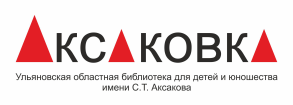 АКСАКОВКА
Ульяновская областная библиотека для детей и юношества
имени С.Т. Аксакова